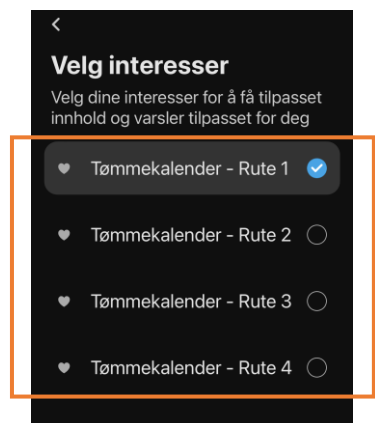 Velg interesser
Velg dine interesser for å få tilpasset
innhold og varsler tilpasset for deg
Tømmekalender - Rute 1
Tømmekalender - Rute 2
Tømmekalender - Rute 3
Tømmekalender - Rute 4